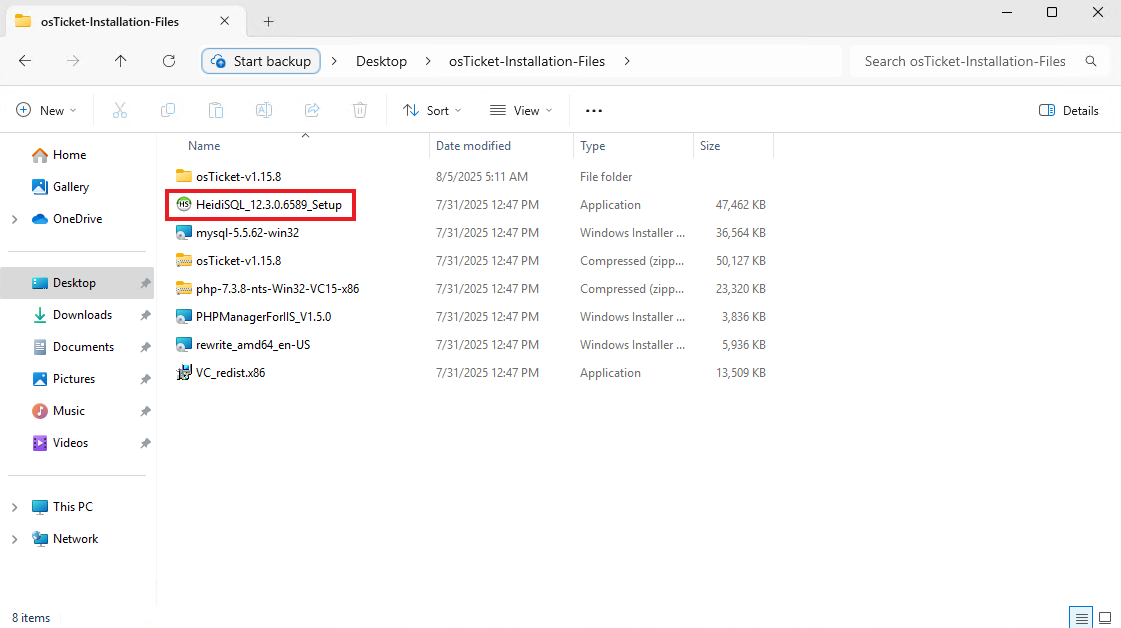 osTicket-Installation-Files
Start backup > Desktop > osTicket-Installation-Files > Search osTicket-Installation-Files
New Sort View ... Details
Name Date modified Type Size
osTicket-v1.15.8 8/5/2025 5:11 AM File folder
HeidiSQL_12.3.0.6589_Setup 7/31/2025 12:47 PM Application 47,462 KB
mysql-5.5.62-win32 7/31/2025 12:47 PM Windows Installer ... 36,564 KB
osTicket-v1.15.8 7/31/2025 12:47 PM Compressed (zipp... 50,127 KB
php-7.3.8-nts-Win32-VC15-x86 7/31/2025 12:47 PM Compressed (zipp... 23,320 KB
PHPManagerForIIS_V1.5.0 7/31/2025 12:47 PM Windows Installer ... 3,836 KB
rewrite_amd64_en-US 7/31/2025 12:47 PM Windows Installer ... 5,936 KB
VC_redist.x86 7/31/2025 12:47 PM Application 13,509 KB
Home
Gallery
OneDrive
Desktop
Downloads
Documents
Pictures
Music
Videos
This PC
Network
8 items